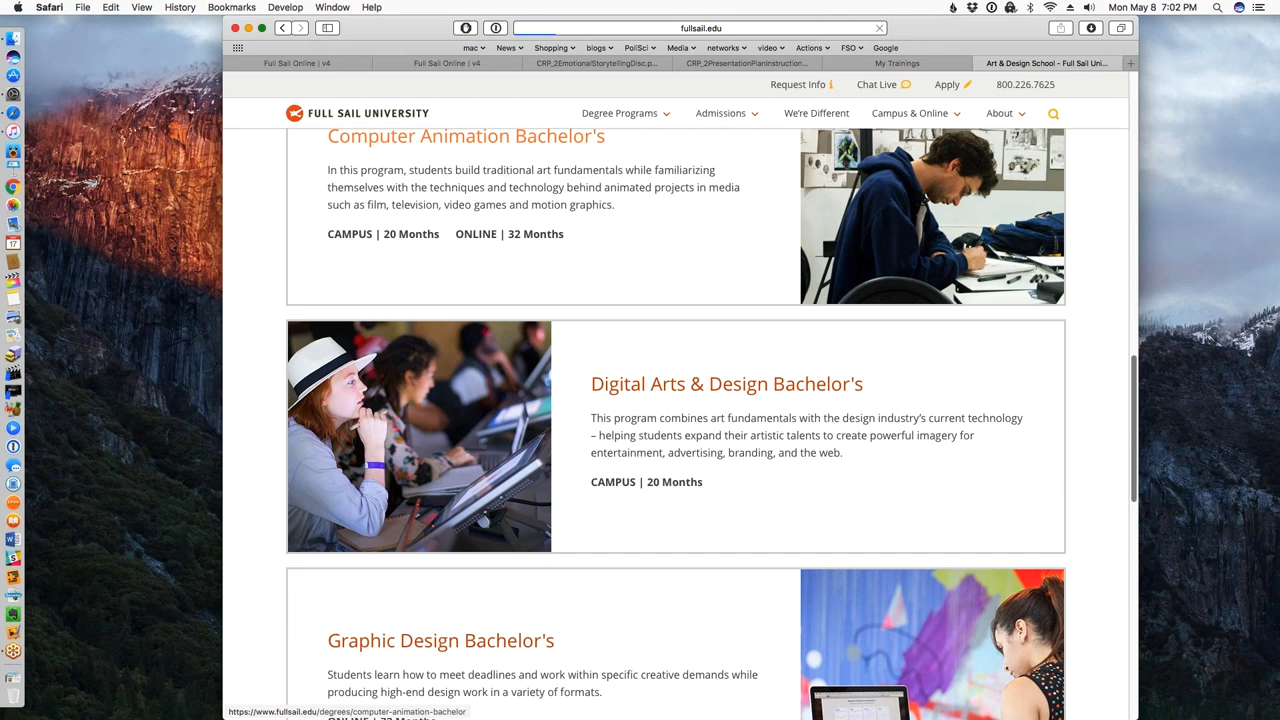 Safari File Edit View History Bookmarks Develop Window Help
Mon May 8 7:02 PM
fullsail.edu
mac News Shopping blogs PoliSci Media networks video Actions FSO Google
Full Sail Online | v4
Full Sail Online | v4
CRP_2EmotionalStorytellingDisc.p...
CRP_2PresentationPlanInstruction...
My Trainings
Art & Design School - Full Sail Uni...
Request Info Chat Live Apply 800.226.7625
FULL SAIL UNIVERSITY
Degree Programs Admissions We're Different Campus & Online About
Computer Animation Bachelor's
In this program, students build traditional art fundamentals while familiarizing
themselves with the techniques and technology behind animated projects in media
such as film, television, video games and motion graphics.
CAMPUS | 20 Months ONLINE | 32 Months
Digital Arts & Design Bachelor's
This program combines art fundamentals with the design industry's current technology
– helping students expand their artistic talents to create powerful imagery for
entertainment, advertising, branding, and the web.
CAMPUS | 20 Months
Graphic Design Bachelor's
Students learn how to meet deadlines and work within specific creative demands while
producing high-end design work in a variety of formats.
https://www.fullsail.edu/degrees/computer-animation-bachelor
17